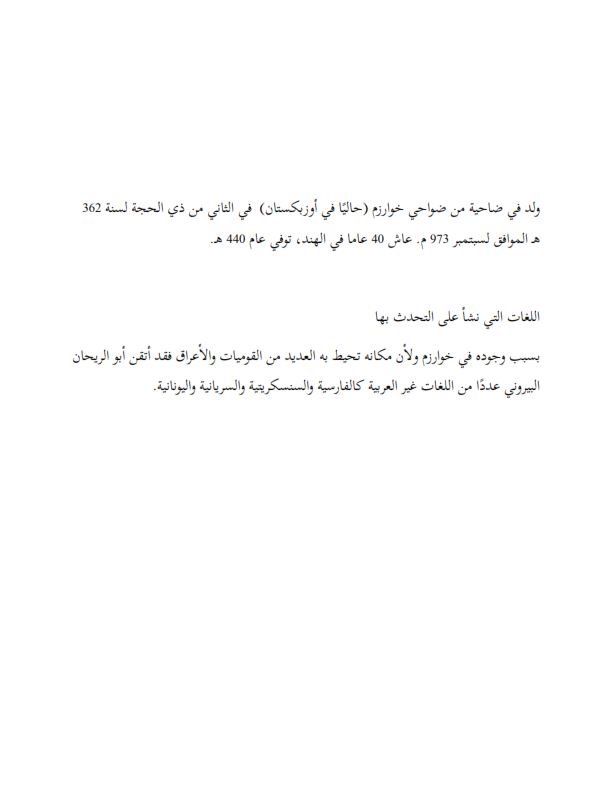 ولد في ضاحية من ضواحي خوارزم (حاليًا في أوزبكستان)  في الثاني من ذي الحجة لسنة 362
هـ الموافق لسبتمبر 973 م. عاش 40 عاما في الهند، توفي عام 440 هـ.
اللغات التي نشأ على التحدث بها
بسبب وجوده في خوارزم ولأن مكانه تحيط به العديد من القوميات والأعراق فقد أتقن أبو الريحان
البيروني عددًا من اللغات غير العربية كالفارسية والسنسكريتية والسريانية واليونانية.